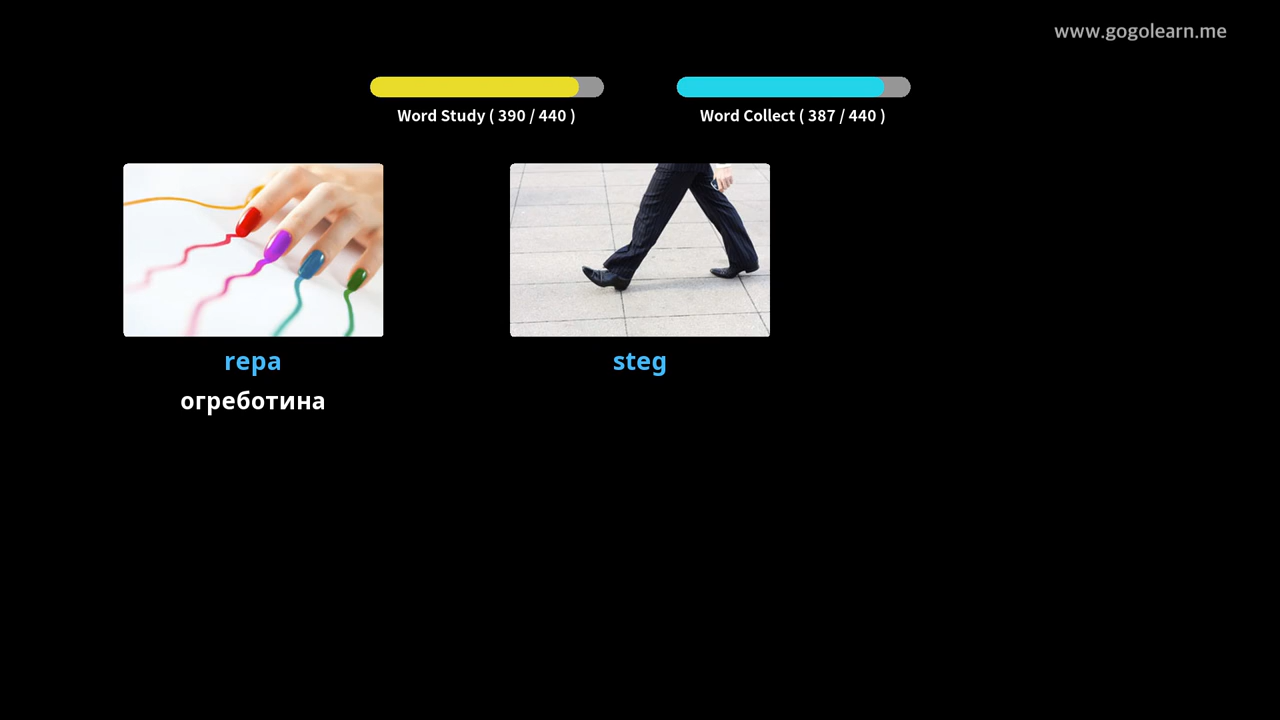 www.gogolearn.me
Word Study ( 390 / 440 )
Word Collect ( 387 / 440 )
repa
steg
огреботина